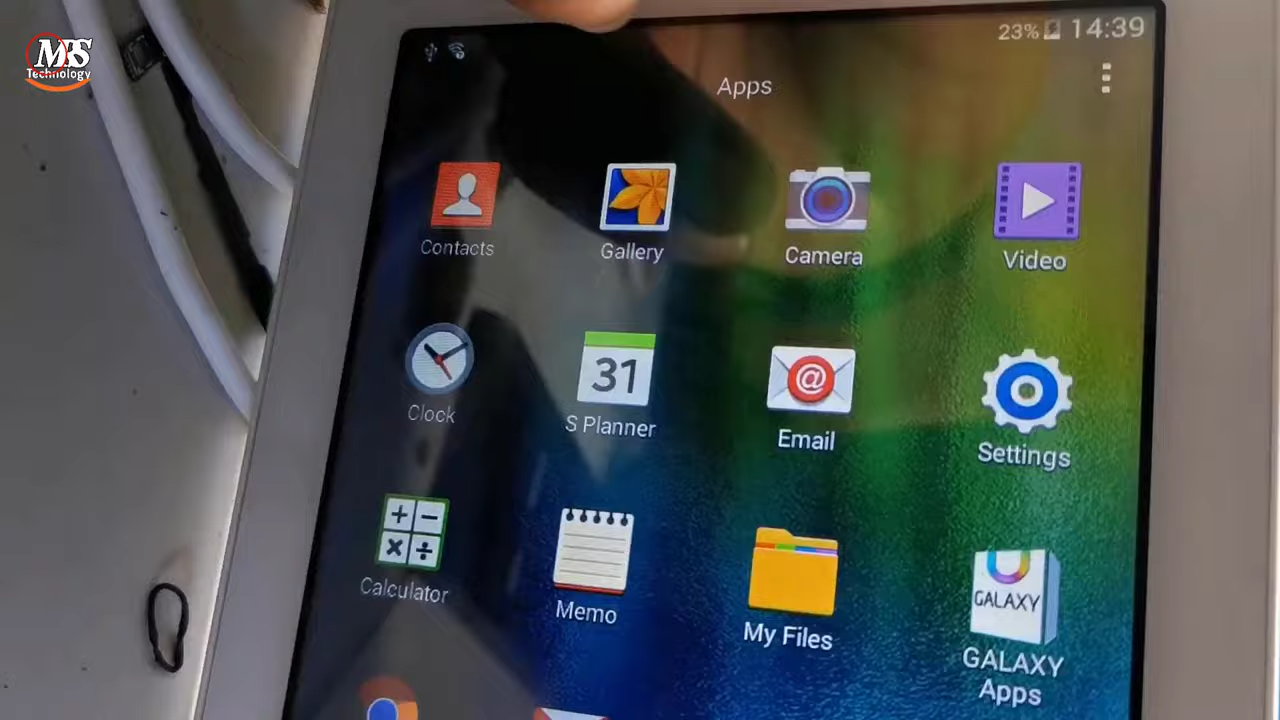 MTS
Technology
23% 14:39
Apps
Contacts
Gallery
Camera
Video
31
@
Clock
S Planner
Email
Settings
+ −
× ÷
GALAXY
Calculator
Memo
My Files
GALAXY
Apps